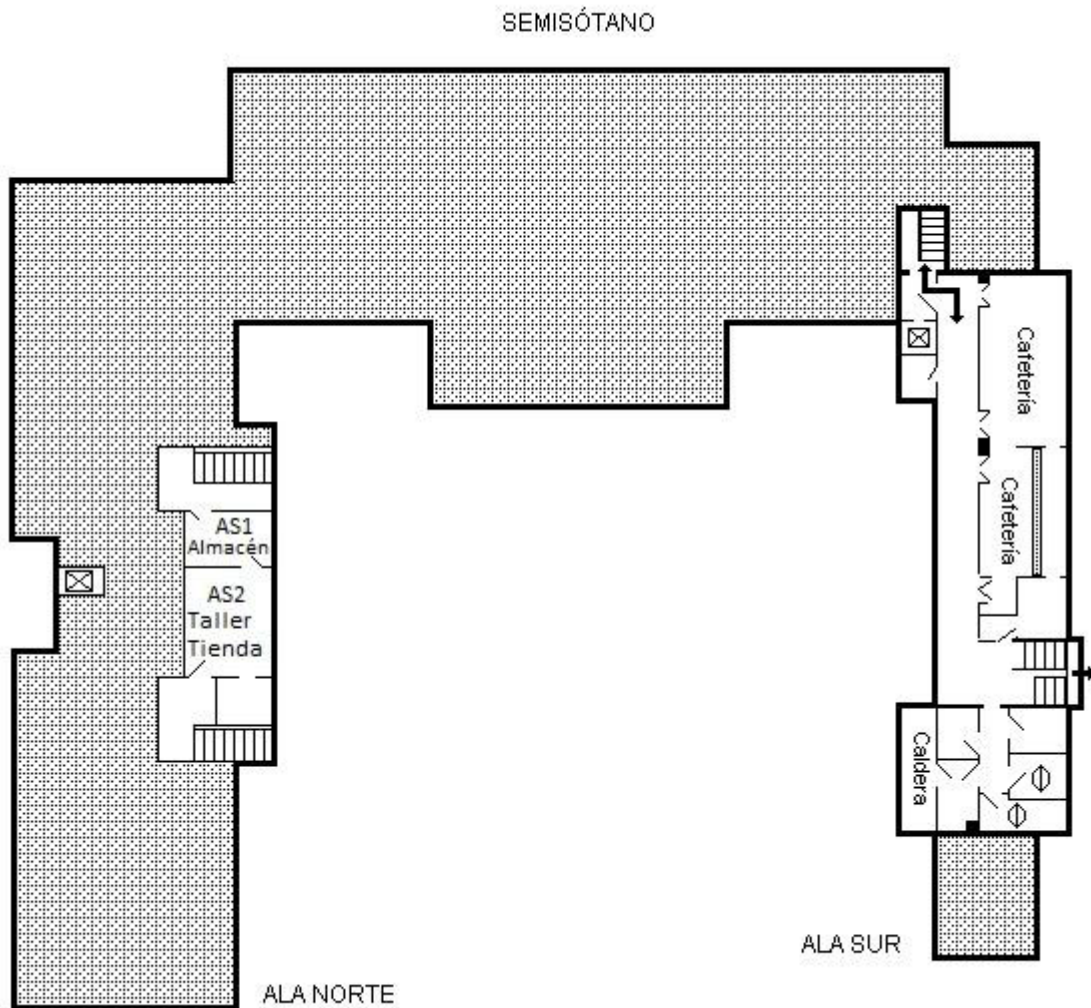 SEMISÓTANO
Cafetería
Cafetería
AS1
Almacén
AS2
Taller
Tienda
Caldera
ALA SUR
ALA NORTE